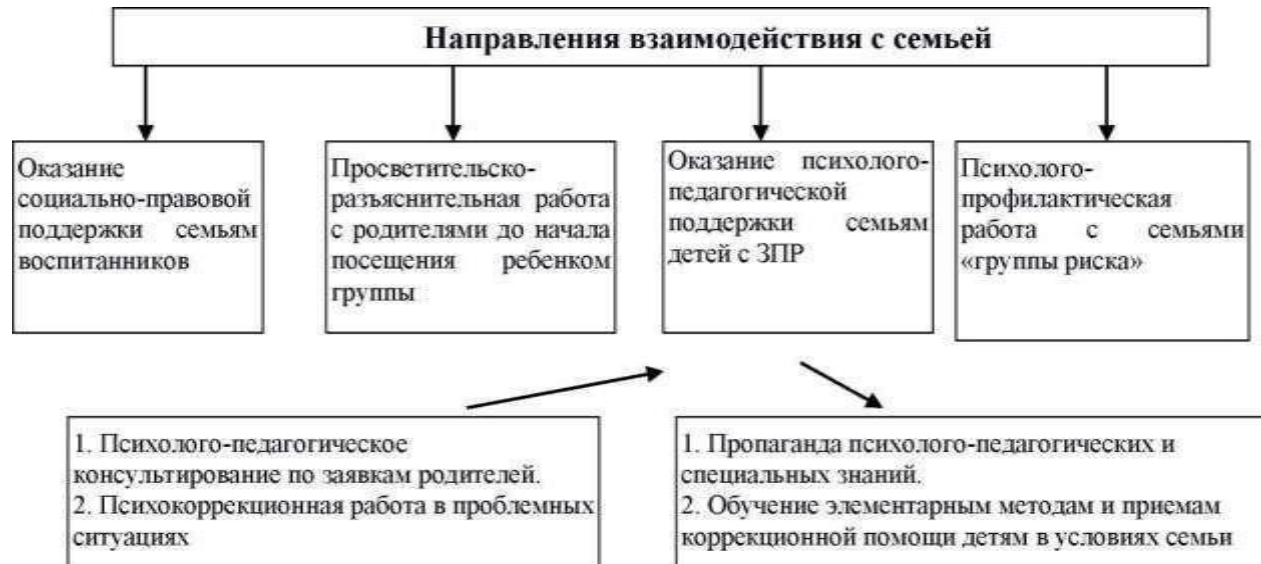 Направления взаимодействия с семьей
Оказание
социально-правовой
поддержки семьям
воспитанников
Просветительско-
разъяснительная работа
с родителями до начала
посещения ребенком
группы
Оказание психолого-
педагогической
поддержки семьям
детей с ЗПР
Психолого-
профилактическая
работа с семьями
«группы риска»
1. Психолого-педагогическое
консультирование по заявкам родителей.
2. Психокоррекционная работа в проблемных
ситуациях
1. Пропаганда психолого-педагогических и
специальных знаний.
2. Обучение элементарным методам и приемам
коррекционной помощи детям в условиях семьи